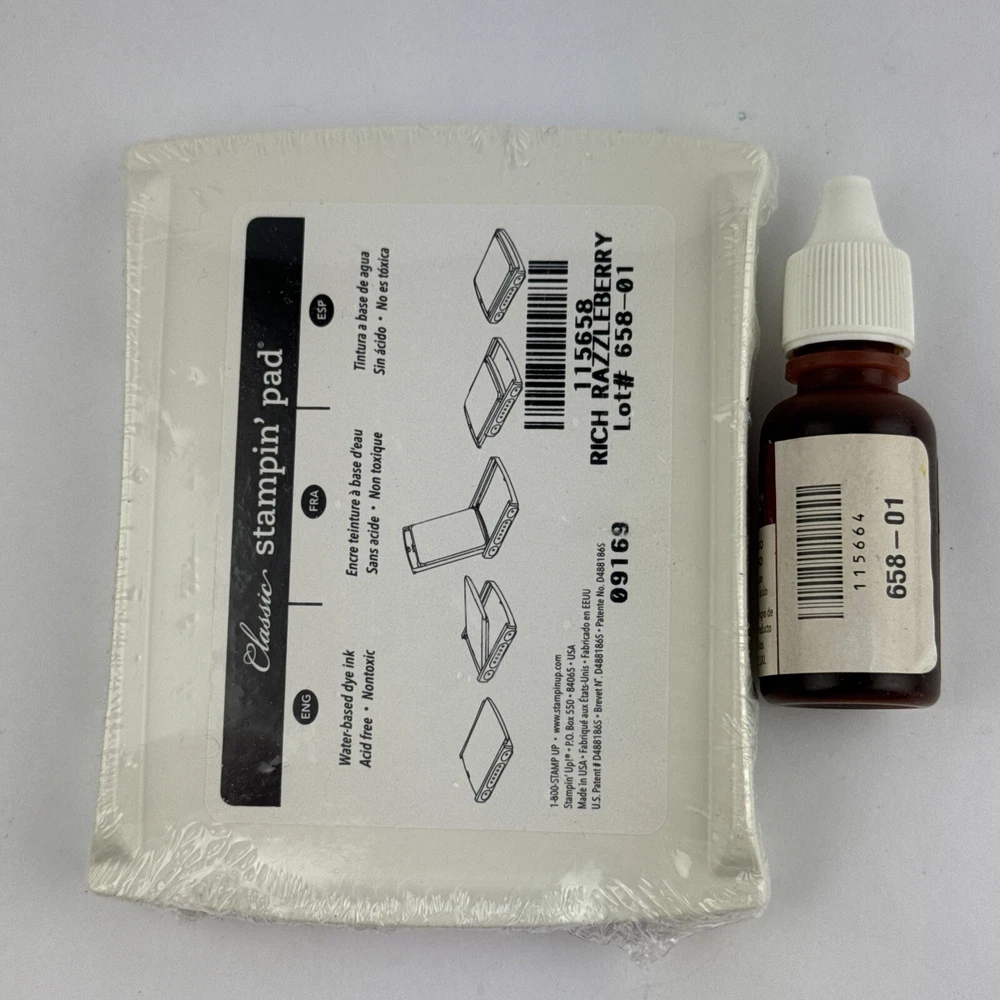 Classic stampin' pad®
ENG
Water-based dye ink
Acid free • Nontoxic
FRA
Encre teinture à base d'eau
Sans acide • Non toxique
ESP
Tintura a base de agua
Sin ácido • No es tóxica
1-800-STAMP UP • www.stampinup.com
Stampin' Up!® • P.O. Box 550 • 84065 • USA
Made in USA • Fabriqué aux États-Unis • Fabricado en EEUU
U.S. Patent # D488186S • Brevet N°. D488186S • Patente No. D488186S
09169
115658
RICH RAZZLEBERRY
Lot# 658-01
115664
658-01